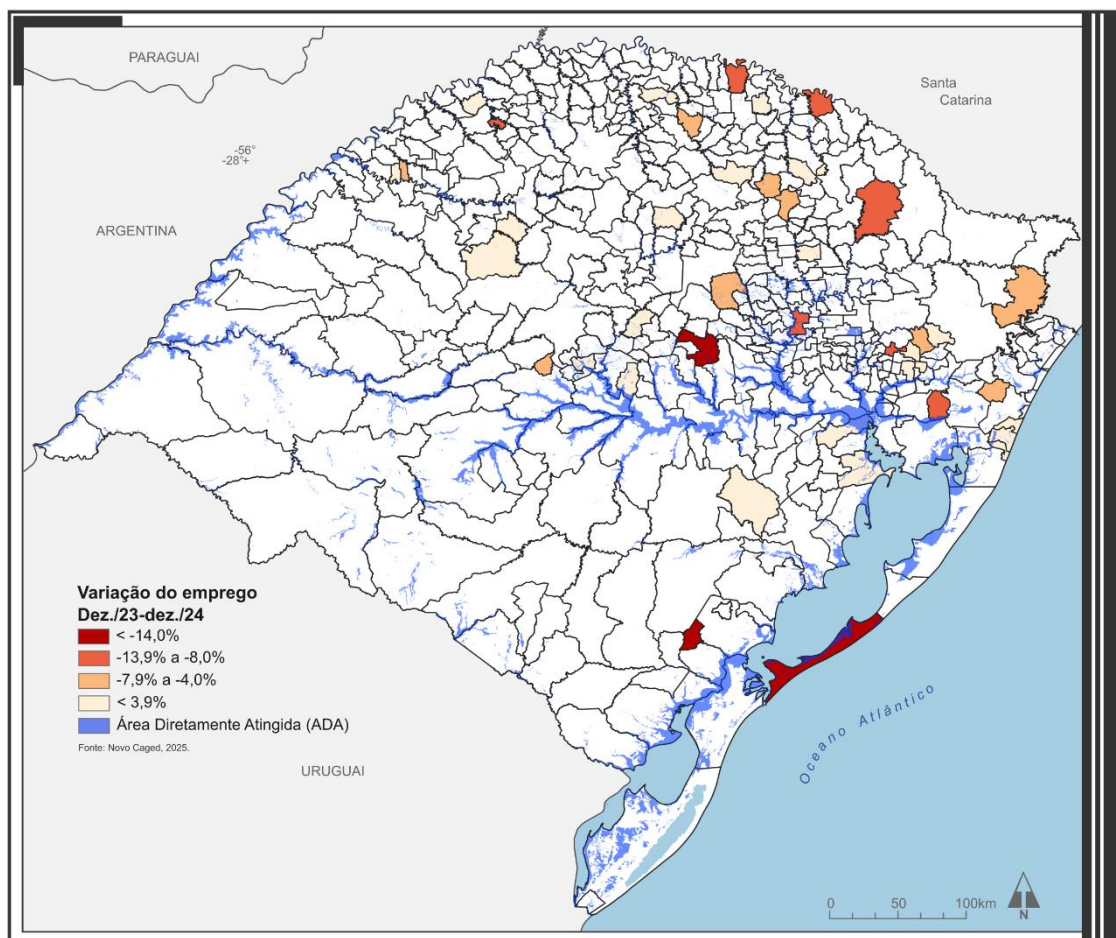 PARAGUAI
Santa
Catarina
-56°
-28°+
ARGENTINA
Variação do emprego
Dez./23-dez./24
< -14,0%
-13,9% a -8,0%
-7,9% a -4,0%
< 3,9%
Área Diretamente Atingida (ADA)
Fonte: Novo Caged, 2025.
URUGUAI
Oceano Atlântico
0 50 100km
N